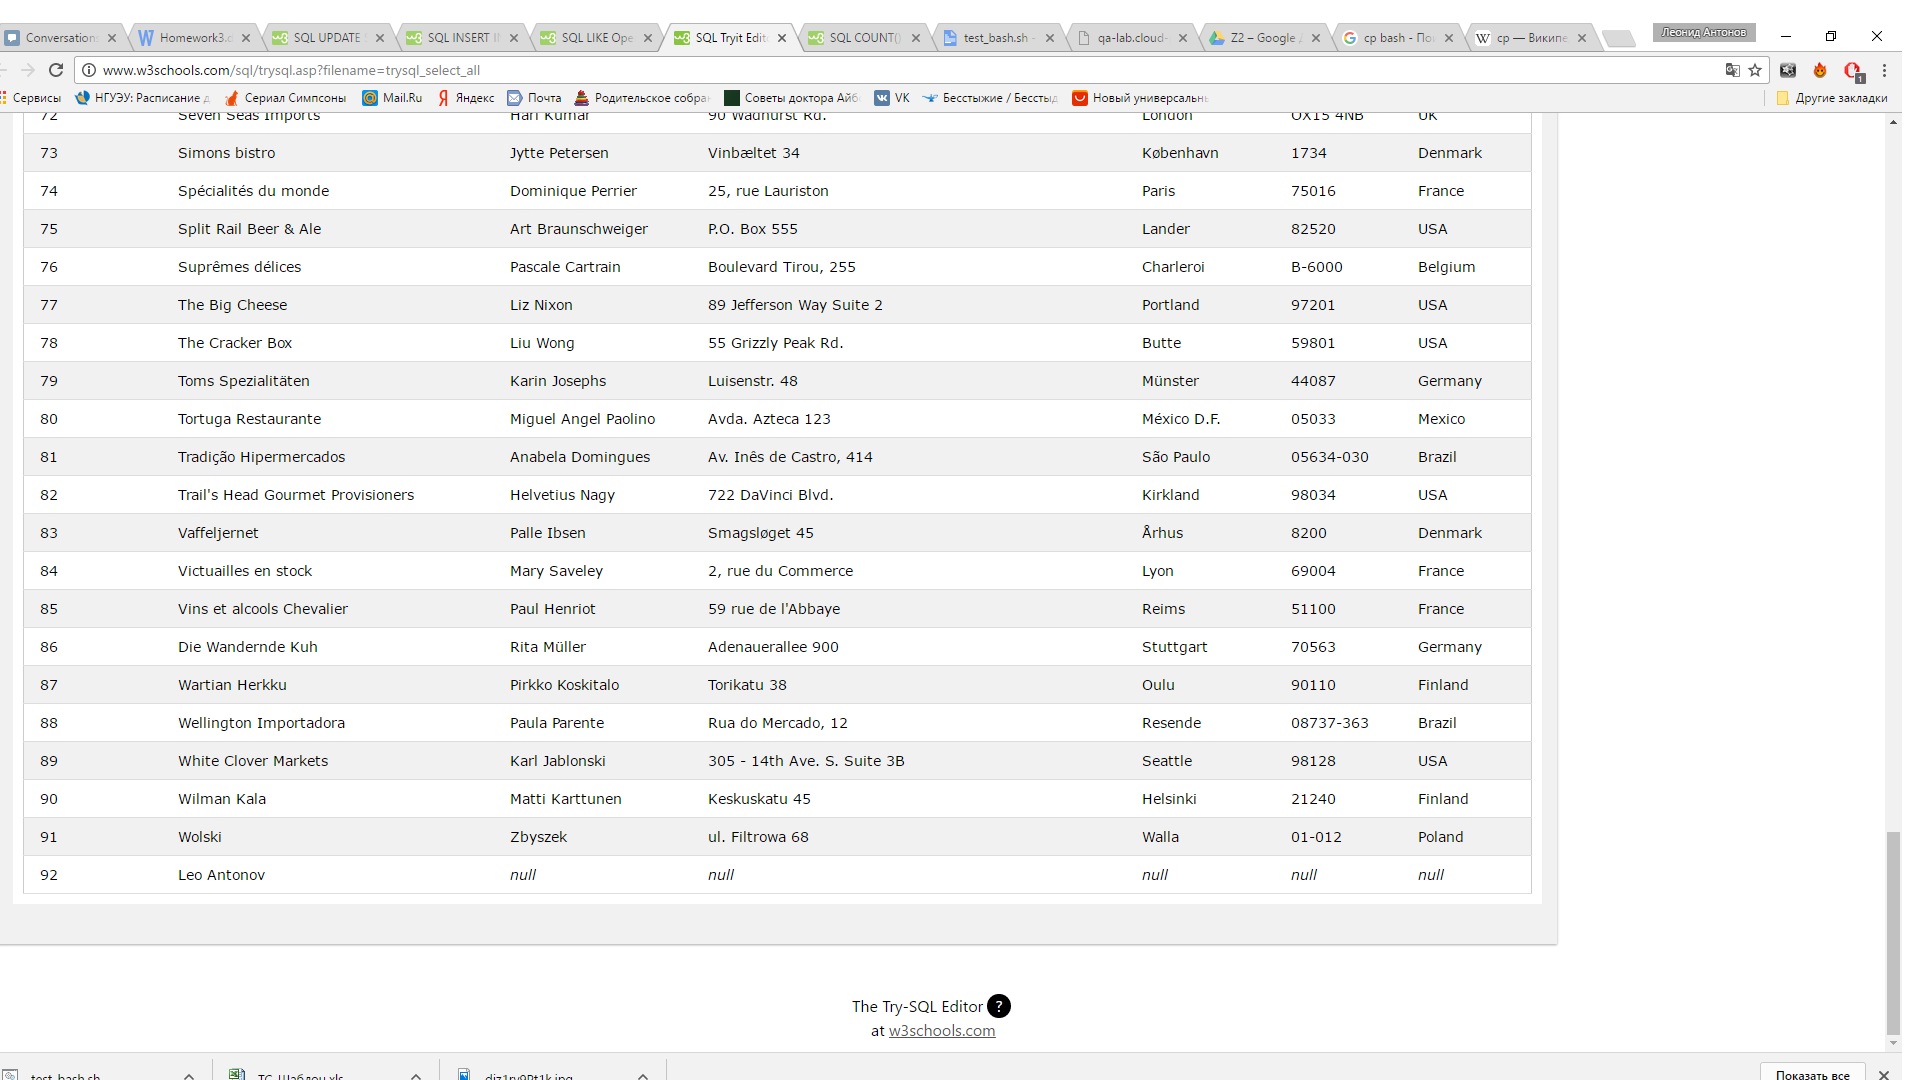 Conversations
Homework3.d
SQL UPDATE
SQL INSERT IN
SQL LIKE Ope
SQL Tryit Edit
SQL COUNT()
test_bash.sh -
qa-lab.cloud-
Z2 – Google
cp bash - По
cp — Википе
Леонид Антонов
www.w3schools.com/sql/trysql.asp?filename=trysql_select_all
Сервисы НГУЭУ: Расписание Сериал Симпсоны Mail.Ru Яндекс Почта Родительское собра Советы доктора Айб VK Бесстыжие / Бессты Новый универсаль Другие закладки
72 Seven Seas Imports Hari Kumar 90 Wadhurst Rd. London OX15 4NB UK
73 Simons bistro Jytte Petersen Vinbæltet 34 København 1734 Denmark
74 Spécialités du monde Dominique Perrier 25, rue Lauriston Paris 75016 France
75 Split Rail Beer & Ale Art Braunschweiger P.O. Box 555 Lander 82520 USA
76 Suprêmes délices Pascale Cartrain Boulevard Tirou, 255 Charleroi B-6000 Belgium
77 The Big Cheese Liz Nixon 89 Jefferson Way Suite 2 Portland 97201 USA
78 The Cracker Box Liu Wong 55 Grizzly Peak Rd. Butte 59801 USA
79 Toms Spezialitäten Karin Josephs Luisenstr. 48 Münster 44087 Germany
80 Tortuga Restaurante Miguel Angel Paolino Avda. Azteca 123 México D.F. 05033 Mexico
81 Tradição Hipermercados Anabela Domingues Av. Inês de Castro, 414 São Paulo 05634-030 Brazil
82 Trail's Head Gourmet Provisioners Helvetius Nagy 722 DaVinci Blvd. Kirkland 98034 USA
83 Vaffeljernet Palle Ibsen Smagsløget 45 Århus 8200 Denmark
84 Victuailles en stock Mary Saveley 2, rue du Commerce Lyon 69004 France
85 Vins et alcools Chevalier Paul Henriot 59 rue de l'Abbaye Reims 51100 France
86 Die Wandernde Kuh Rita Müller Adenauerallee 900 Stuttgart 70563 Germany
87 Wartian Herkku Pirkko Koskitalo Torikatu 38 Oulu 90110 Finland
88 Wellington Importadora Paula Parente Rua do Mercado, 12 Resende 08737-363 Brazil
89 White Clover Markets Karl Jablonski 305 - 14th Ave. S. Suite 3B Seattle 98128 USA
90 Wilman Kala Matti Karttunen Keskuskatu 45 Helsinki 21240 Finland
91 Wolski Zbyszek ul. Filtrowa 68 Walla 01-012 Poland
92 Leo Antonov null null null null null
The Try-SQL Editor ?
at w3schools.com
test_bash.sh TC_Шаблон.xls diz1rv9Pt1k.jpg Показать все